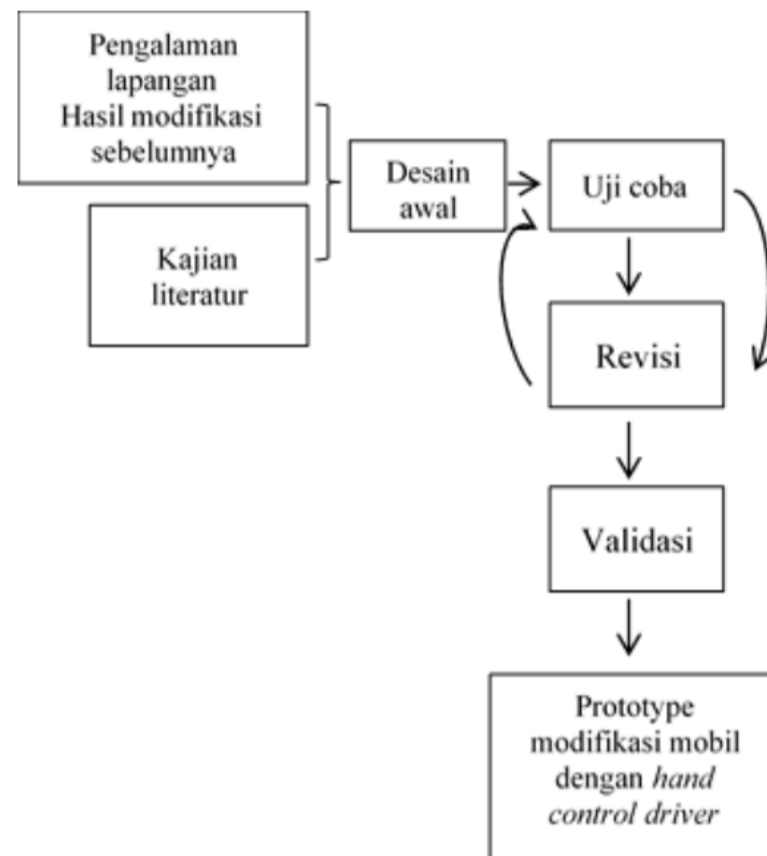 Pengalaman
lapangan
Hasil modifikasi
sebelumnya
Kajian
literatur
Desain
awal
Uji coba
Revisi
Validasi
Prototype
modifikasi mobil
dengan hand
control driver